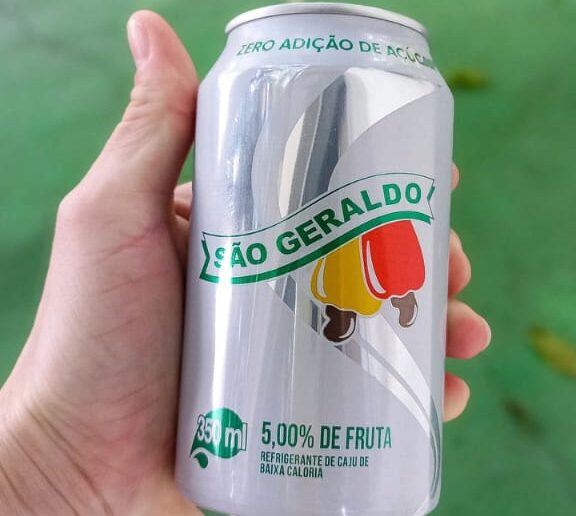 ZERO ADIÇÃO DE
SÃO GERALDO
350 ml
5,00% DE FRUTA
REFRIGERANTE DE CAJU DE
BAIXA CALORIA